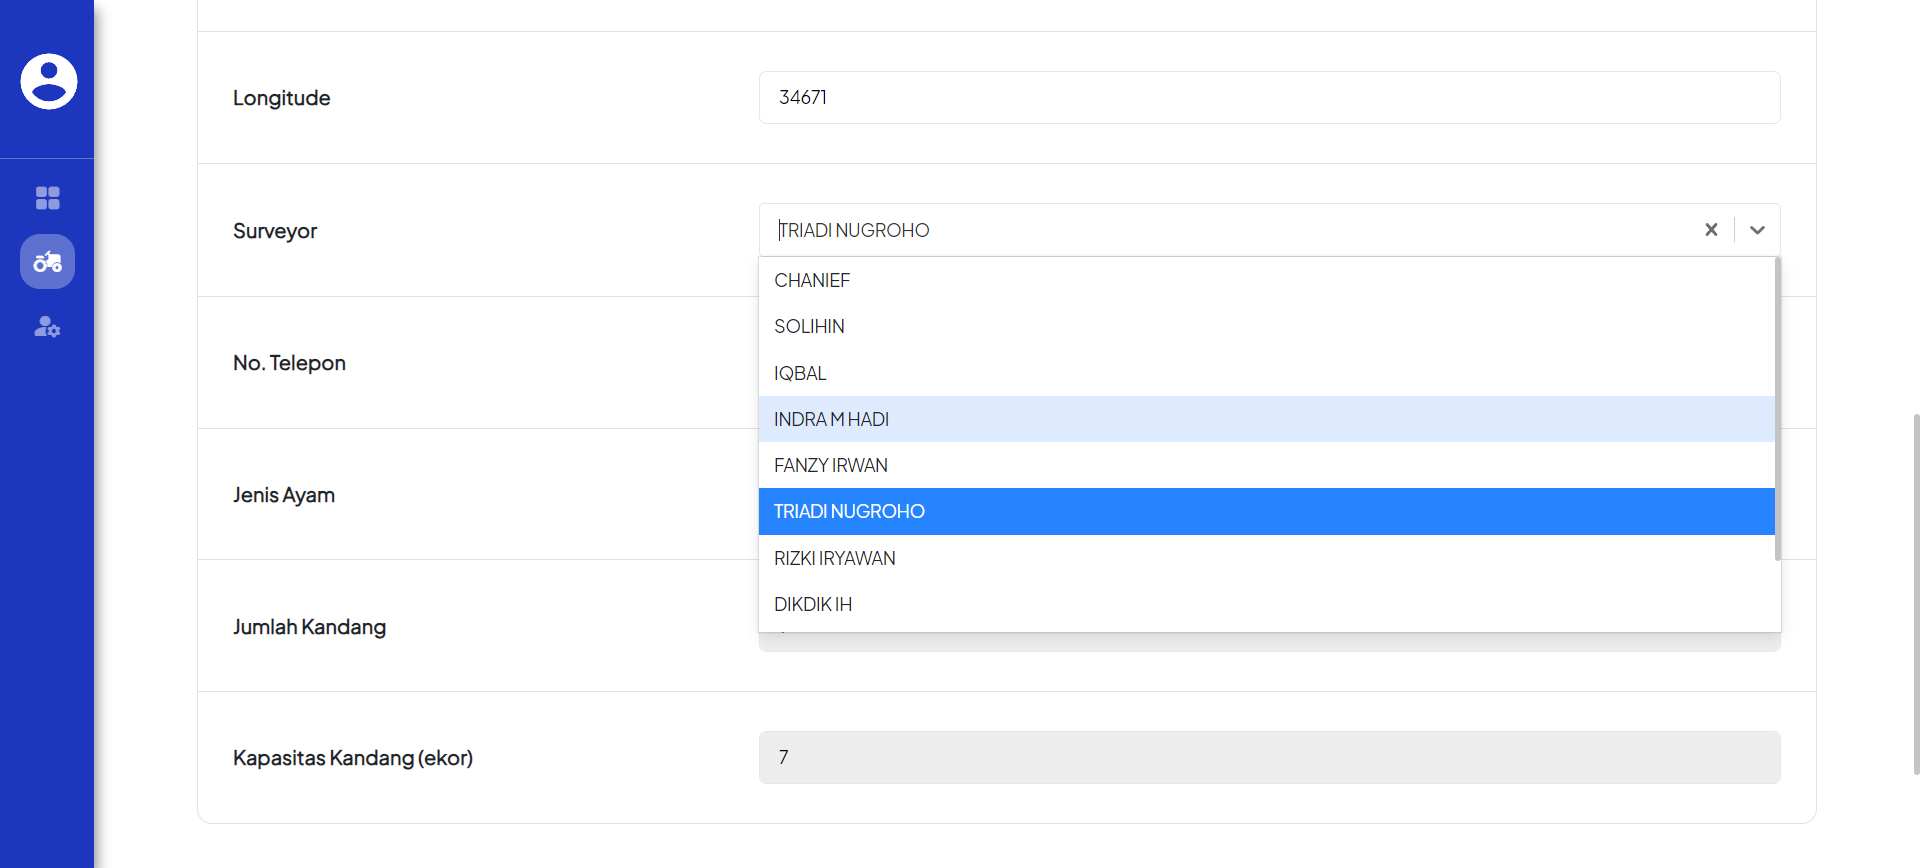 Longitude
34671
Surveyor
TRIADI NUGROHO
CHANIEF
SOLIHIN
IQBAL
INDRA M HADI
FANZY IRWAN
TRIADI NUGROHO
RIZKI IRYAWAN
DIKDIK IH
No. Telepon
Jenis Ayam
Jumlah Kandang
Kapasitas Kandang (ekor)
7